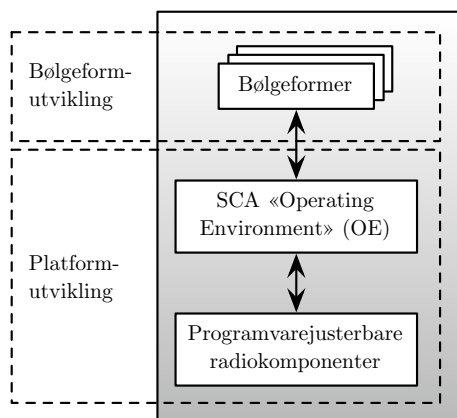 Bølgeform-
utvikling
Bølgeformer
SCA «Operating
Environment» (OE)
Platform-
utvikling
Programvarejusterbare
radiokomponenter